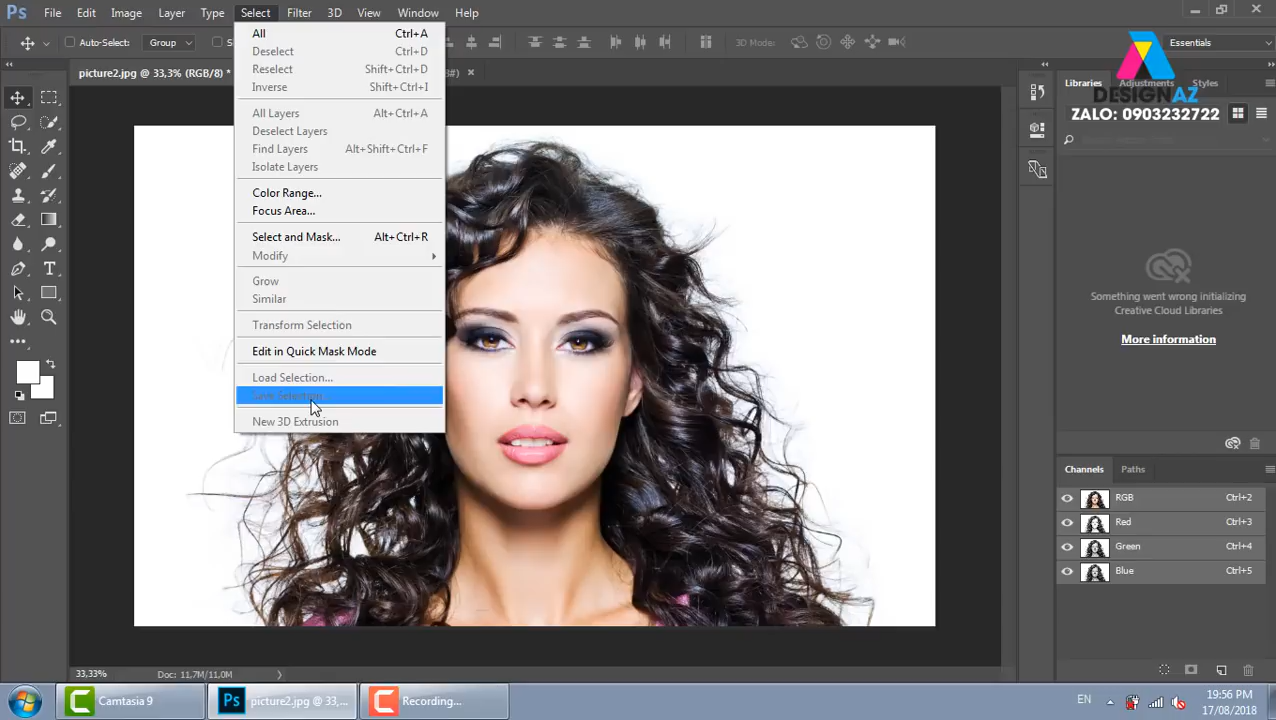 Ps File Edit Image Layer Type Select Filter 3D View Window Help
Auto-Select: Group 3D Mode: Essentials
picture2.jpg @ 33,3% (RGB/8) *
All Ctrl+A
Deselect Ctrl+D
Reselect Shift+Ctrl+D
Inverse Shift+Ctrl+I
All Layers Alt+Ctrl+A
Deselect Layers
Find Layers Alt+Shift+Ctrl+F
Isolate Layers
Color Range...
Focus Area...
Select and Mask... Alt+Ctrl+R
Modify
Grow
Similar
Transform Selection
Edit in Quick Mask Mode
Load Selection...
Save Selection...
New 3D Extrusion
Libraries Adjustments Styles
DESIGNAZ
ZALO: 0903232722
Something went wrong initializing
Creative Cloud Libraries
More information
Channels Paths
RGB Ctrl+2
Red Ctrl+3
Green Ctrl+4
Blue Ctrl+5
33,33% Doc: 11,7M/11,0M
Camtasia 9
Ps picture2.jpg @ 33,...
Recording...
EN
19:56 PM
17/08/2018